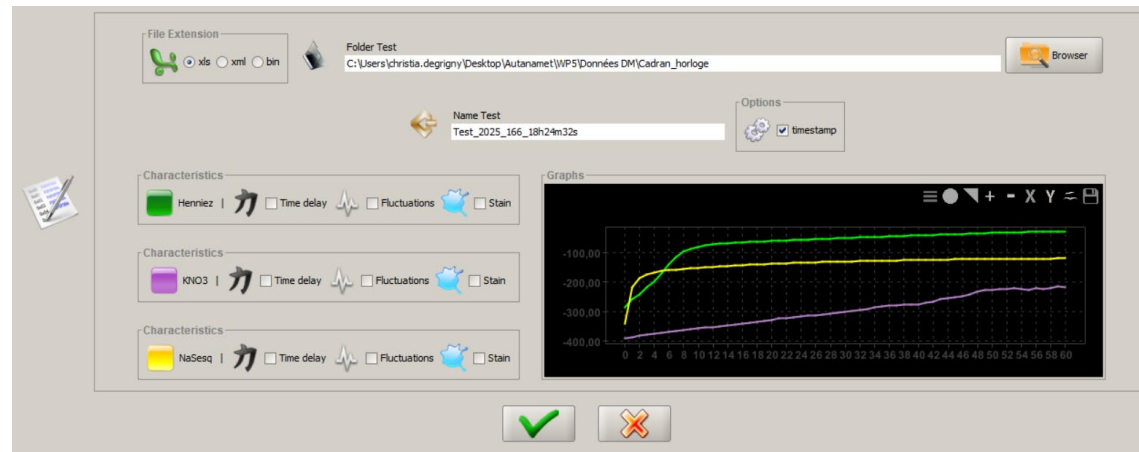 File Extension
xls xml bin
Folder Test
C:\Users\christia.degrigny\Desktop\Autanamet\WP5\Données DM\Cadran_horloge
Browser
Name Test
Test_2025_166_18h24m32s
Options
timestamp
Characteristics
Henniez | 力 Time delay Fluctuations Stain
Characteristics
KNO3 | 力 Time delay Fluctuations Stain
Characteristics
NaSesq | 力 Time delay Fluctuations Stain
Graphs
+ - X Y
-100,00
-200,00
-300,00
-400,00
0 2 4 6 8 10 12 14 16 18 20 22 24 26 28 30 32 34 36 38 40 42 44 46 48 50 52 54 56 58 60